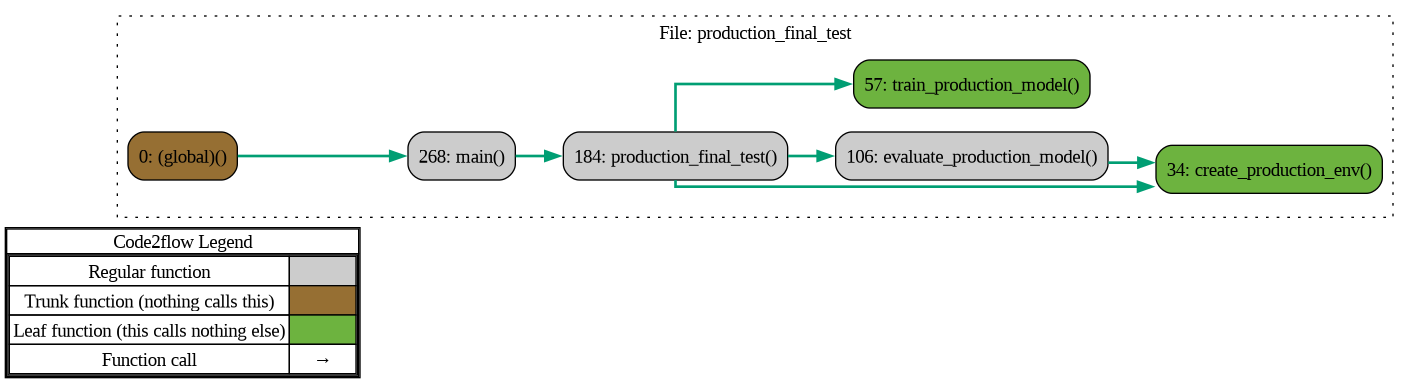 File: production_final_test
57: train_production_model()
0: (global)()
268: main()
184: production_final_test()
106: evaluate_production_model()
34: create_production_env()
Code2flow Legend
Regular function
Trunk function (nothing calls this)
Leaf function (this calls nothing else)
Function call →